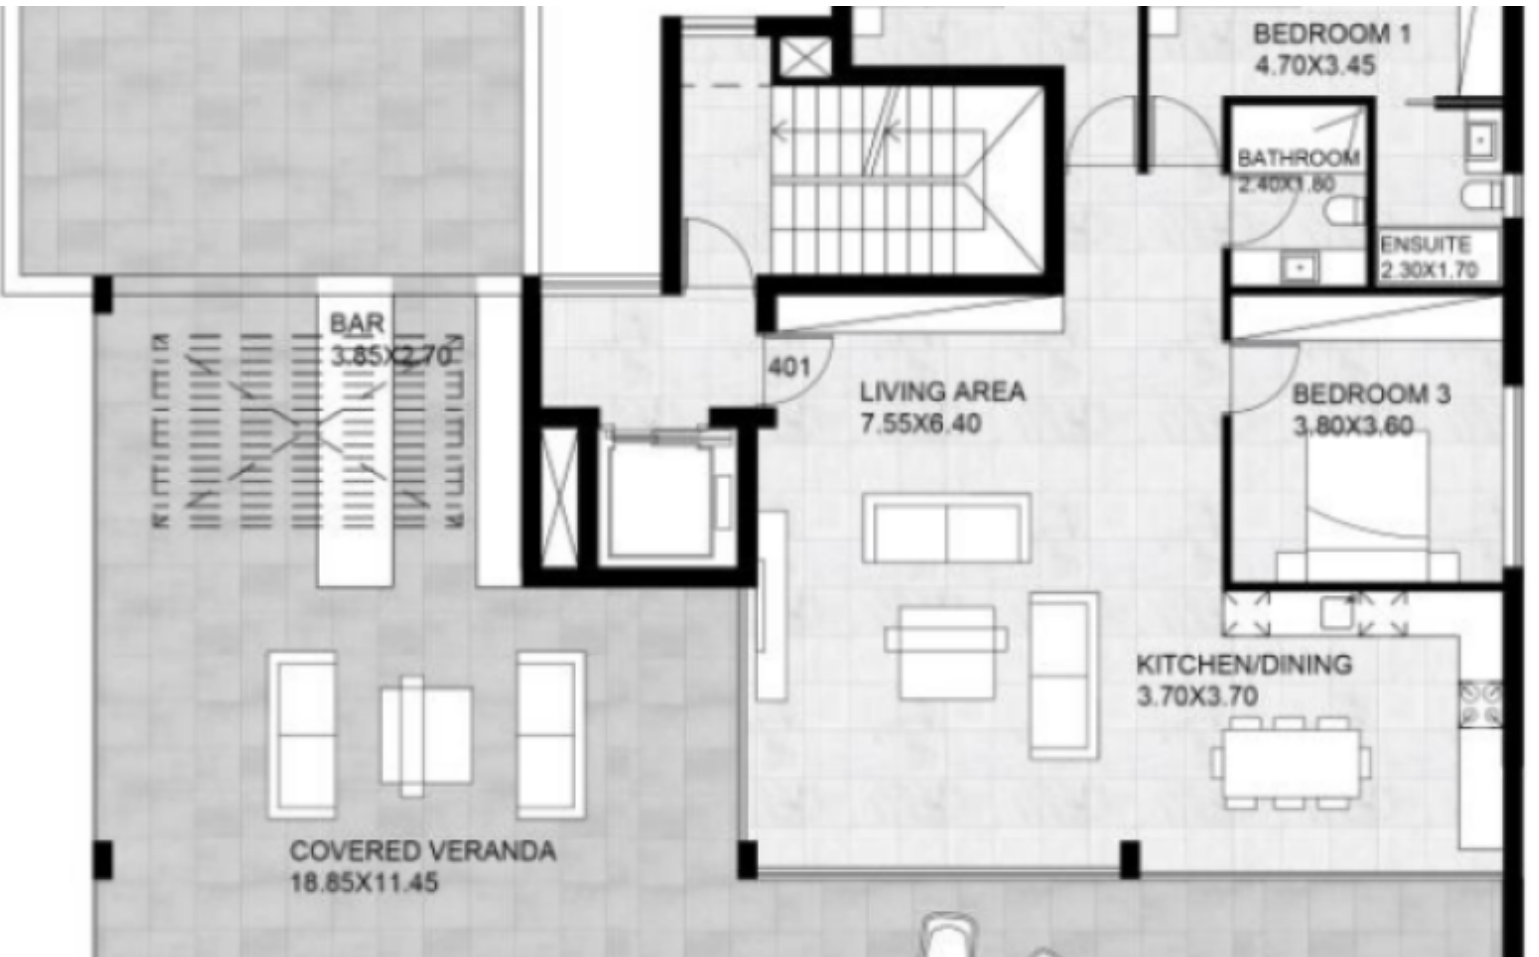 BEDROOM 1
4.70X3.45
BATHROOM
2.40X1.80
ENSUITE
2.30X1.70
BAR
3.85X2.70
401
LIVING AREA
7.55X6.40
BEDROOM 3
3.80X3.60
KITCHEN/DINING
3.70X3.70
COVERED VERANDA
18.85X11.45